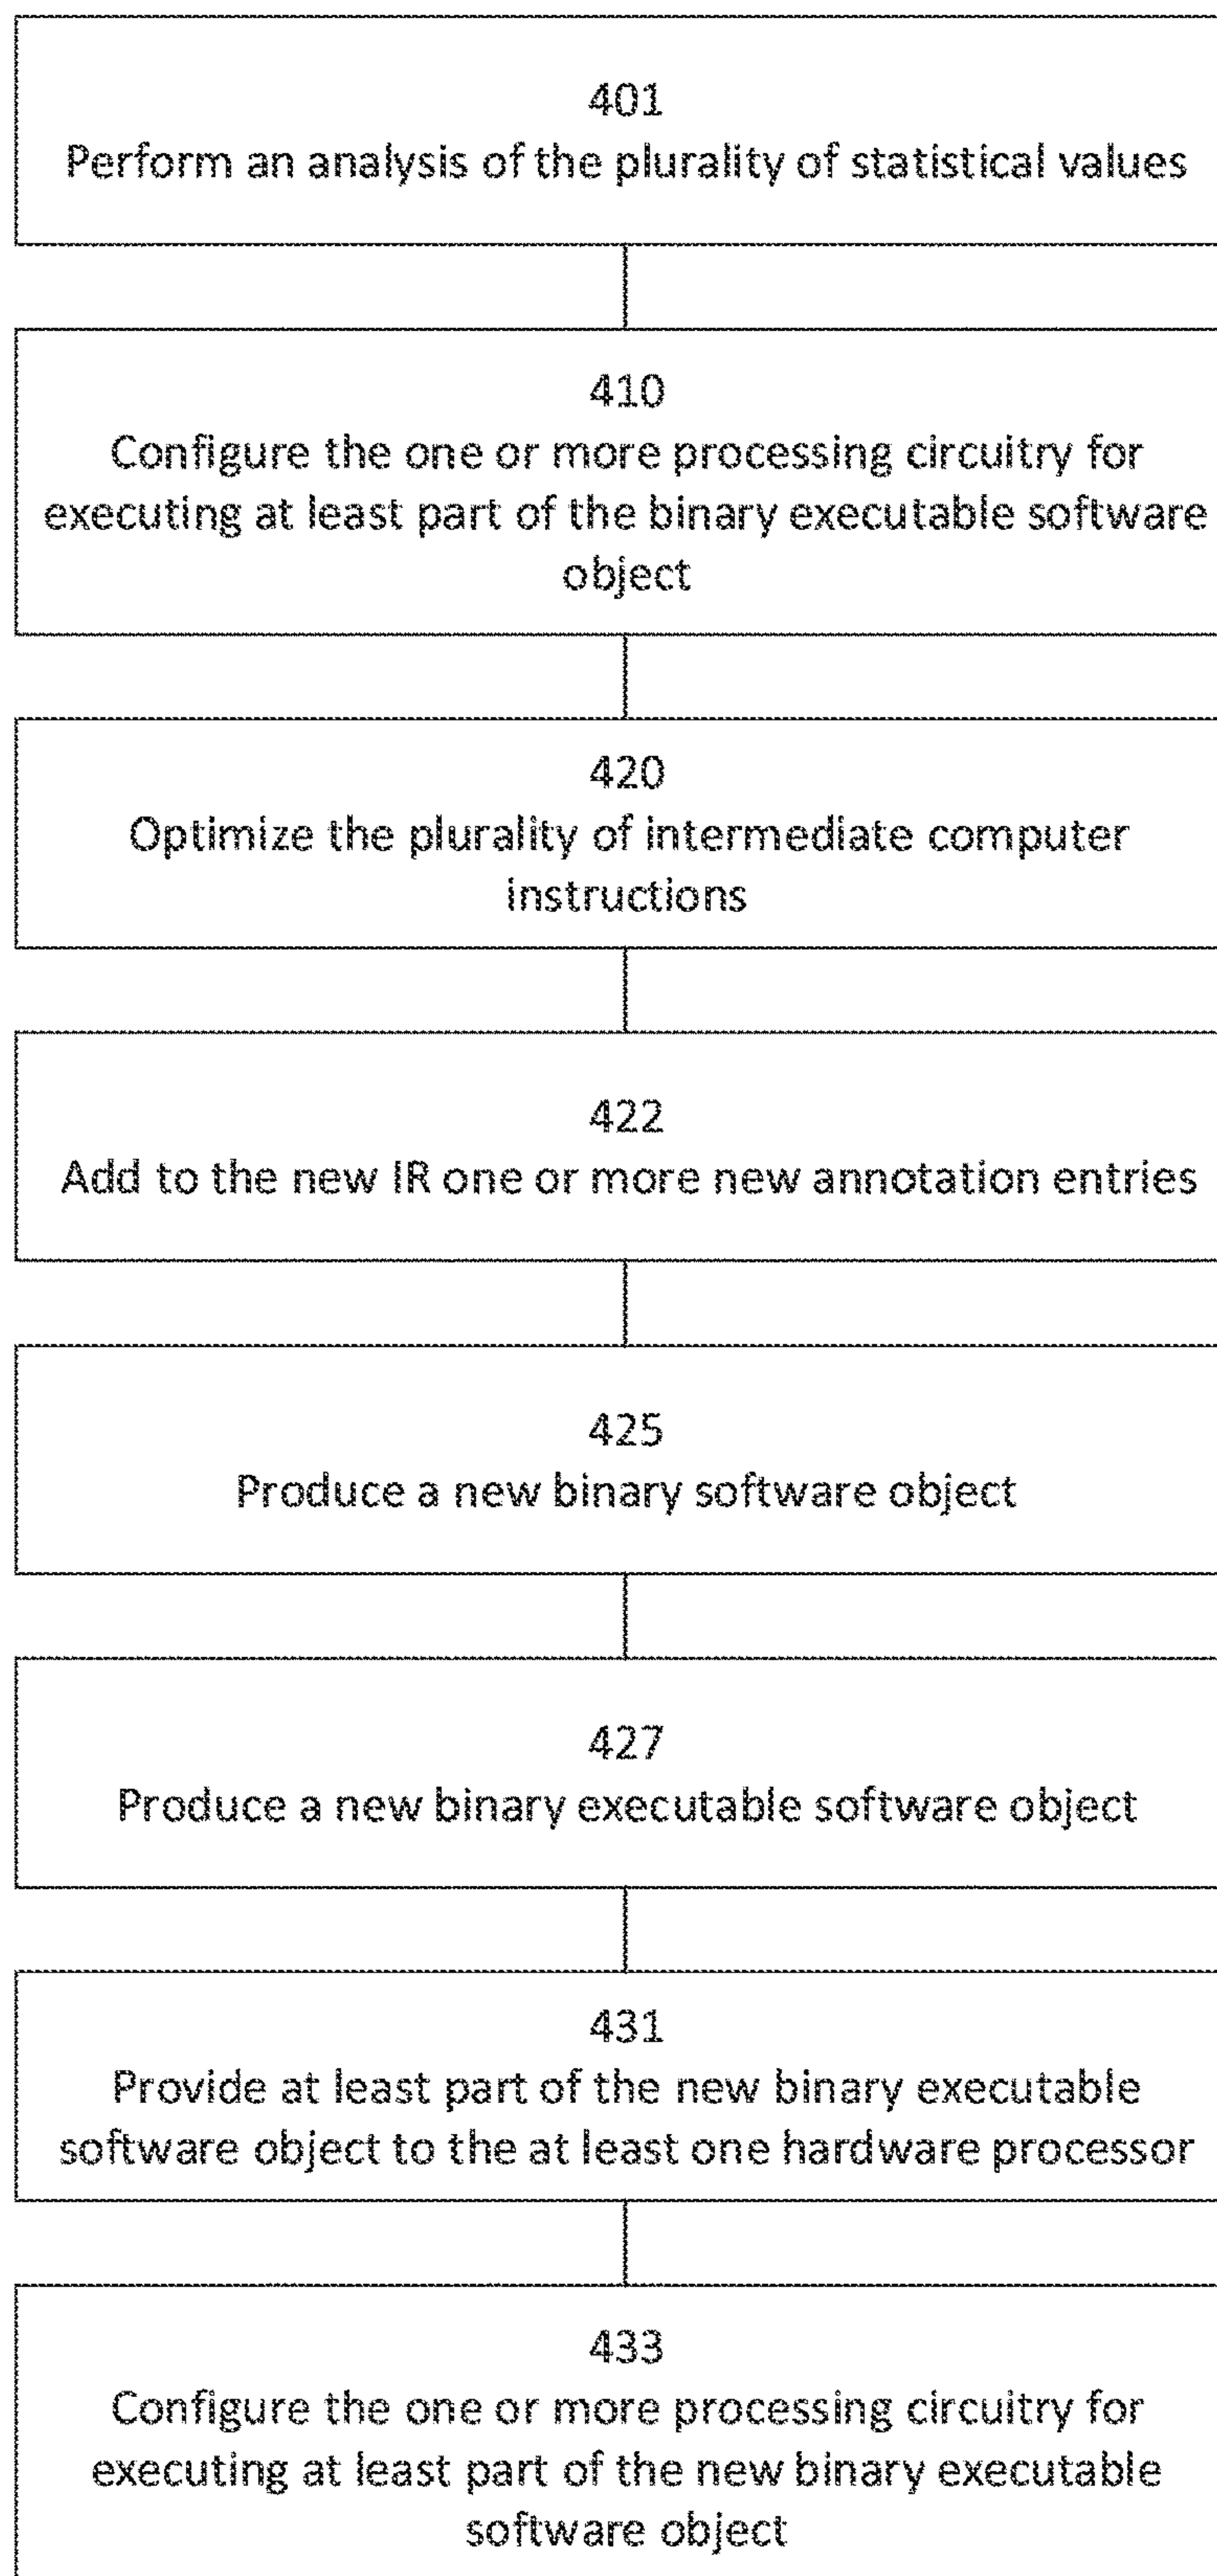 401
Perform an analysis of the plurality of statistical values
410
Configure the one or more processing circuitry for
executing at least part of the binary executable software
object
420
Optimize the plurality of intermediate computer
instructions
422
Add to the new IR one or more new annotation entries
425
Produce a new binary software object
427
Produce a new binary executable software object
431
Provide at least part of the new binary executable
software object to the at least one hardware processor
433
Configure the one or more processing circuitry for
executing at least part of the new binary executable
software object